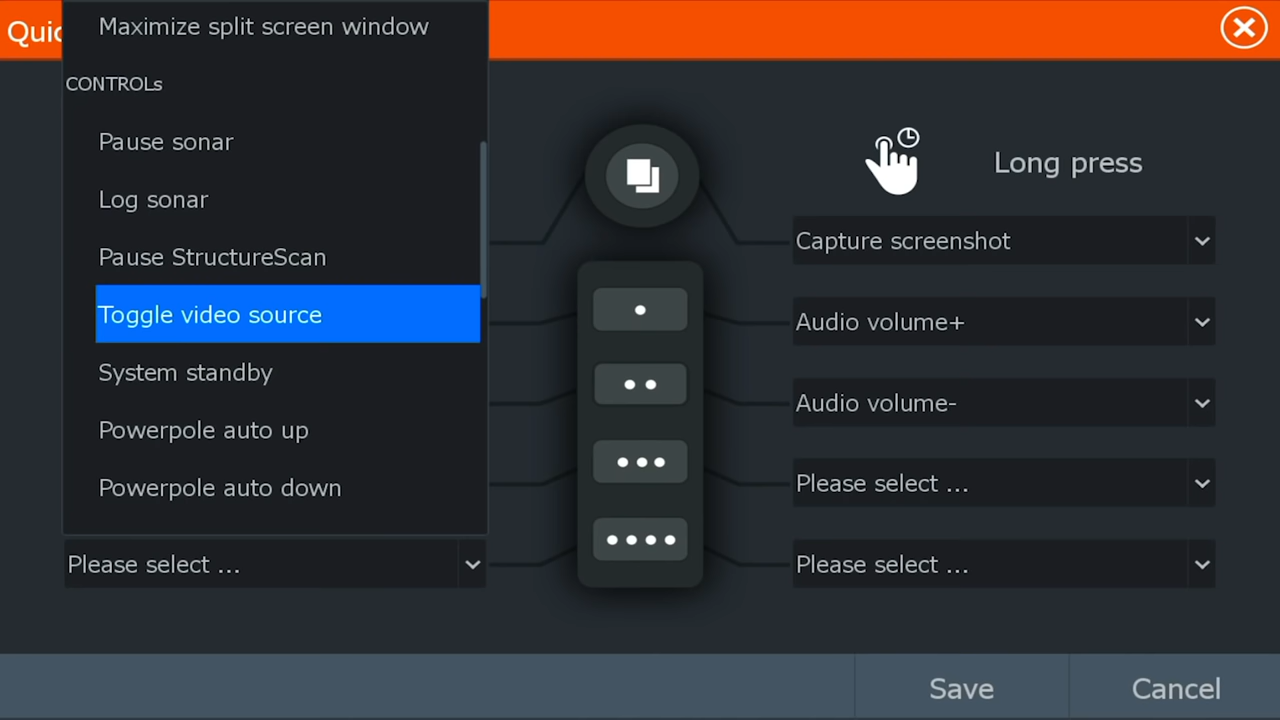 Quic
Maximize split screen window
CONTROLs
Pause sonar
Log sonar
Pause StructureScan
Toggle video source
System standby
Powerpole auto up
Powerpole auto down
Please select ...
Long press
Capture screenshot
Audio volume+
Audio volume-
Please select ...
Please select ...
Save
Cancel